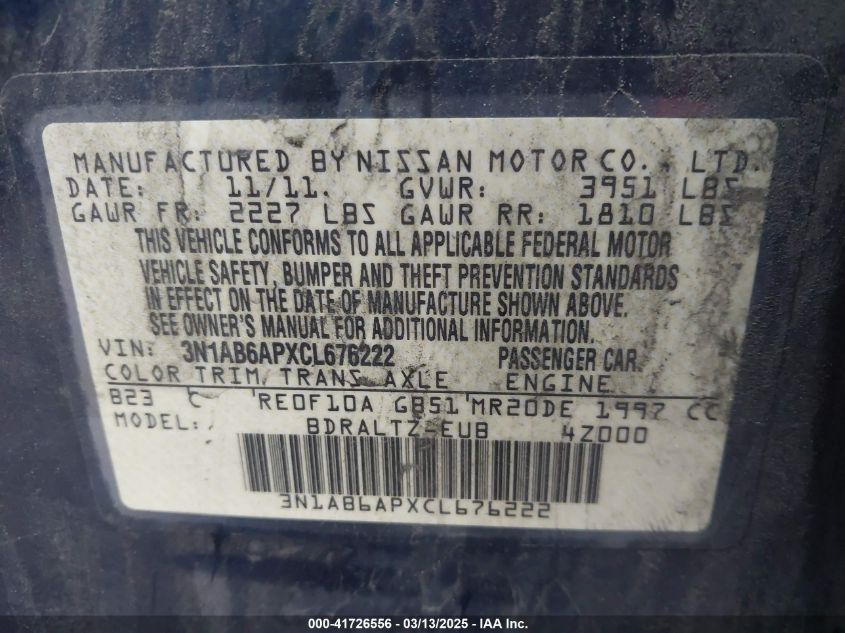 MANUFACTURED BY NISSAN MOTOR CO., LTD.
DATE: 11/11. GVWR: 3951 LBS
GAWR FR: 2227 LBS GAWR RR: 1810 LBS
THIS VEHICLE CONFORMS TO ALL APPLICABLE FEDERAL MOTOR
VEHICLE SAFETY, BUMPER AND THEFT PREVENTION STANDARDS
IN EFFECT ON THE DATE OF MANUFACTURE SHOWN ABOVE.
SEE OWNER'S MANUAL FOR ADDITIONAL INFORMATION.
VIN: 3N1AB6APXCL676222 PASSENGER CAR
COLOR TRIM TRANS AXLE ENGINE
B23 C RE0F10A GB51 MR20DE 1997 CC
MODEL: BDRALTZ-EUB 4Z000
3N1AB6APXCL676222
000-41726556 - 03/13/2025 - IAA Inc.